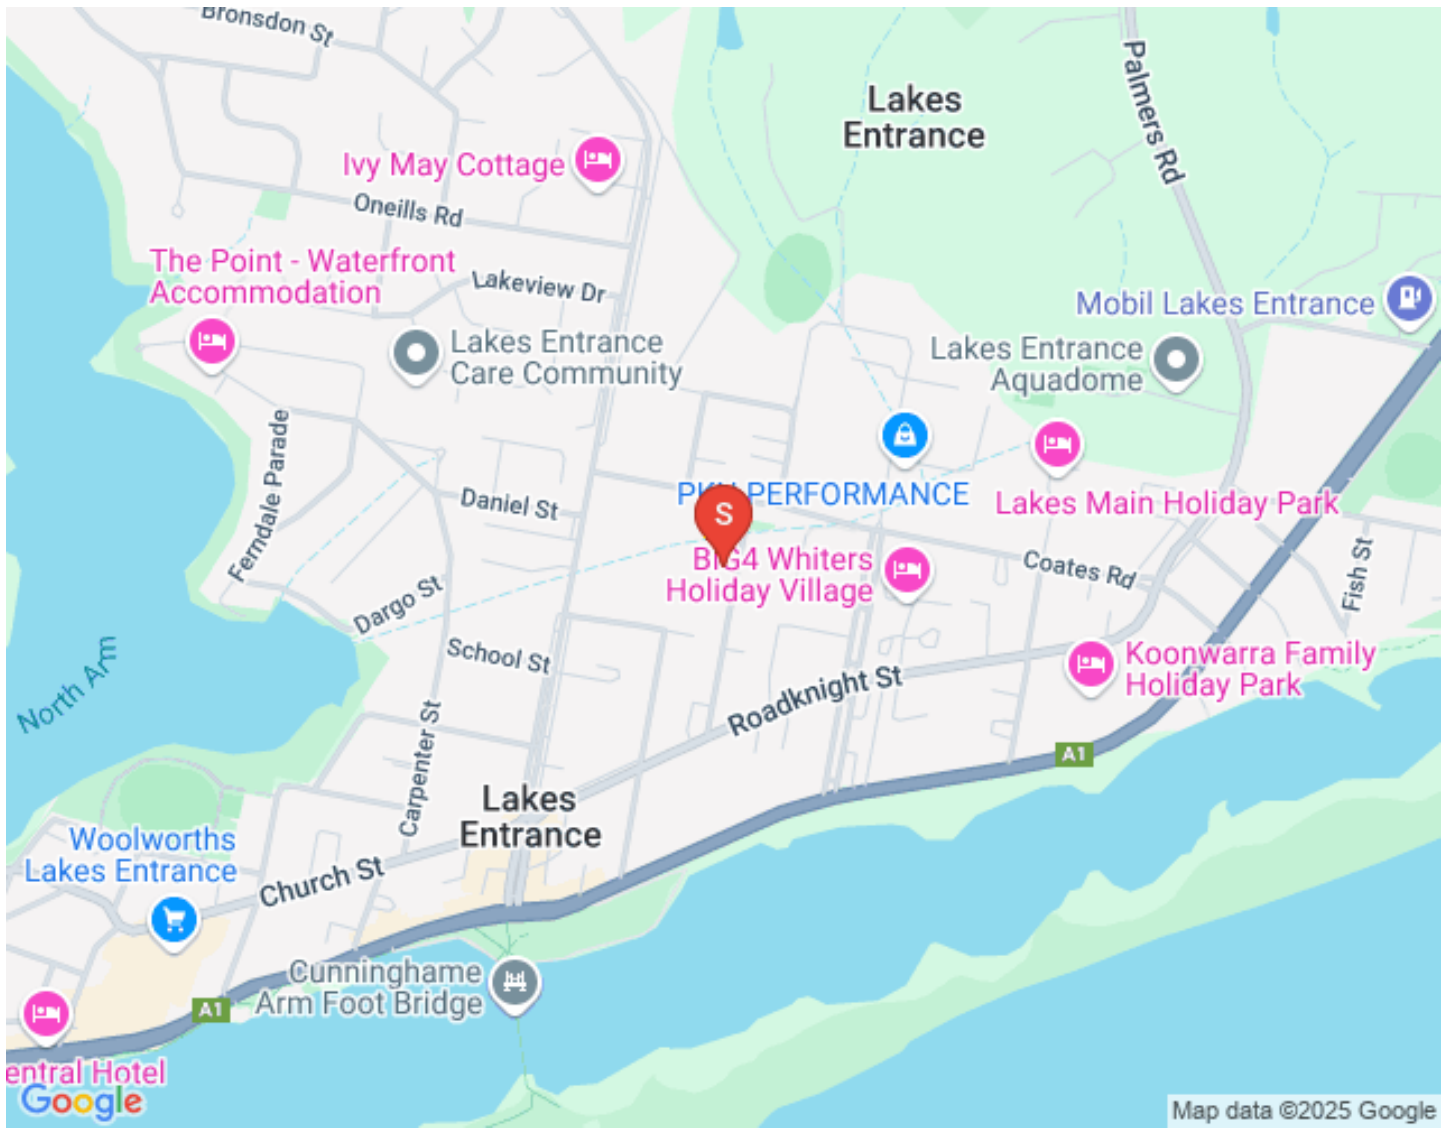 Bronsdon St
Lakes
Entrance
Palmers Rd
Ivy May Cottage
Oneills Rd
The Point - Waterfront
Accommodation
Lakeview Dr
Mobil Lakes Entrance
Lakes Entrance
Care Community
Lakes Entrance
Aquadome
Ferndale Parade
Daniel St
S
PERFORMANCE
Lakes Main Holiday Park
BIG4 Whiters
Holiday Village
Coates Rd
Fish St
Dargo St
School St
North Arm
Koonwarra Family
Holiday Park
Roadknight St
Carpenter St
A1
Lakes
Entrance
Woolworths
Lakes Entrance
Church St
Cunninghame
Arm Foot Bridge
A1
entral Hotel
Google
Map data ©2025 Google